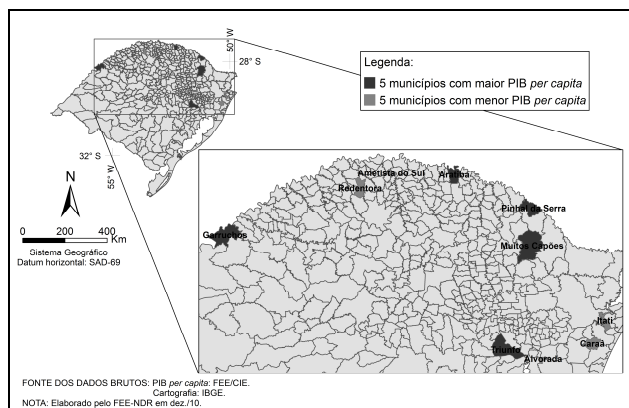 50° W
28° S
Legenda:
5 municípios com maior PIB per capita
5 municípios com menor PIB per capita
32° S
55° W
N
0 200 400 Km
Sistema Geográfico
Datum horizontal: SAD-69
Ametista do Sul
Aratiba
Redentora
Pinhal da Serra
Garruchos
Muitos Capões
Itati
Caraá
Triunfo
Alvorada
FONTE DOS DADOS BRUTOS: PIB per capita: FEE/CIE.
Cartografia: IBGE.
NOTA: Elaborado pelo FEE-NDR em dez./10.